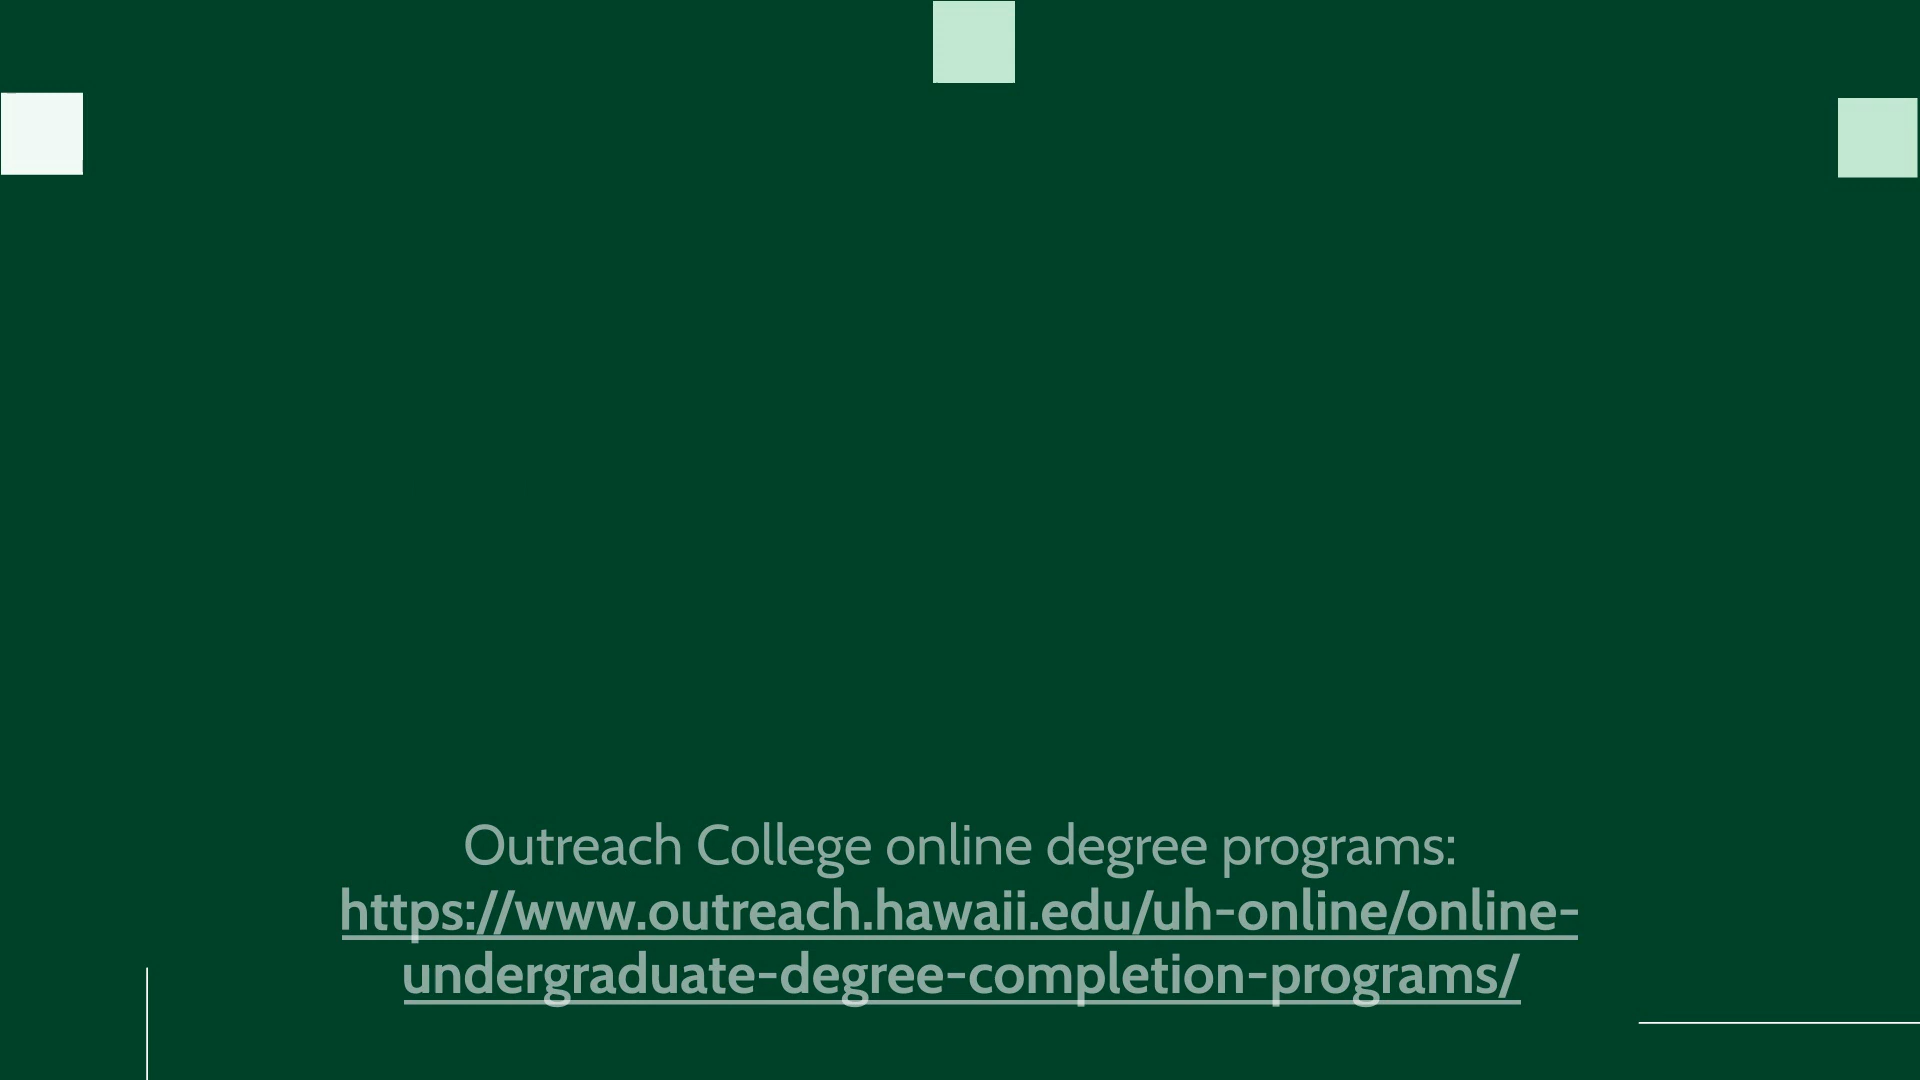 Outreach College online degree programs:
https://www.outreach.hawaii.edu/uh-online/online-
undergraduate-degree-completion-programs/